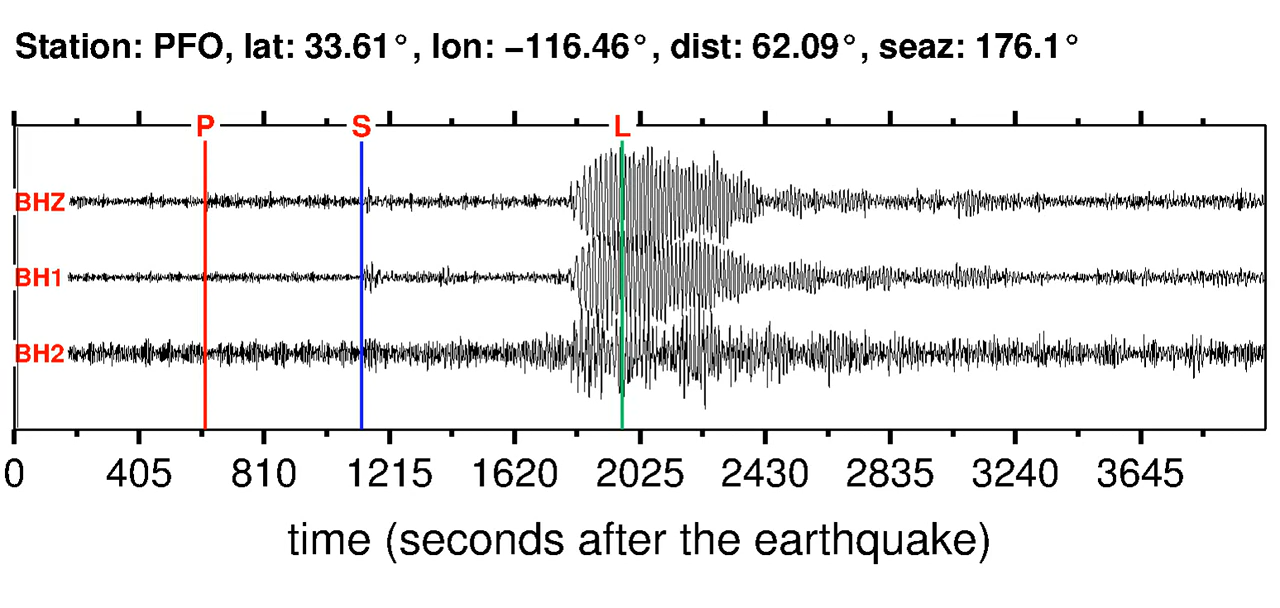 Station: PFO, lat: 33.61°, lon: −116.46°, dist: 62.09°, seaz: 176.1°
P S L
BHZ
BH1
BH2
0 405 810 1215 1620 2025 2430 2835 3240 3645
time (seconds after the earthquake)